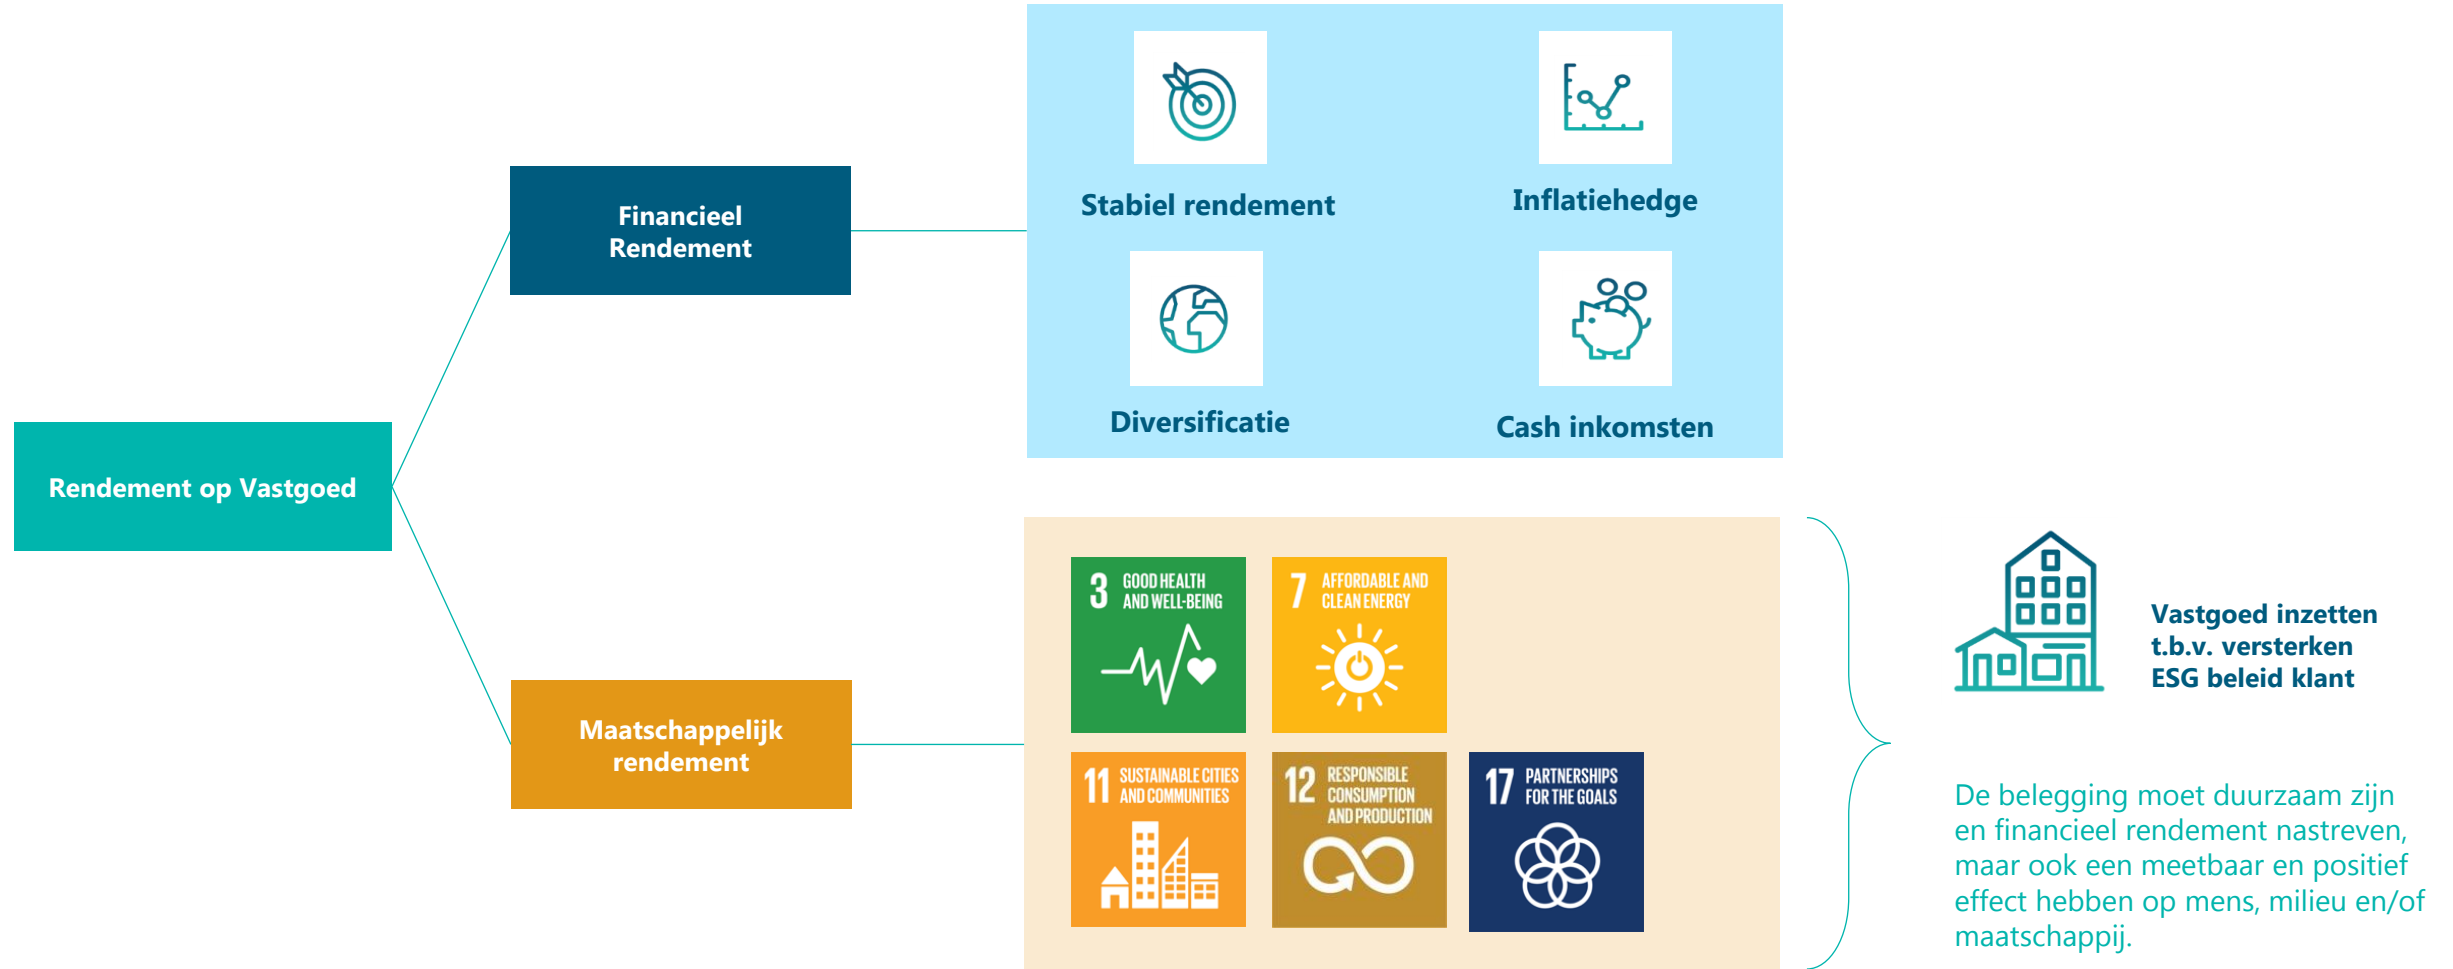 Rendement op Vastgoed
Financieel
Rendement
Stabiel rendement
Inflatiehedge
Diversificatie
Cash inkomsten
Maatschappelijk
rendement
3 GOOD HEALTH
AND WELL-BEING
7 AFFORDABLE AND
CLEAN ENERGY
11 SUSTAINABLE CITIES
AND COMMUNITIES
12 RESPONSIBLE
CONSUMPTION
AND PRODUCTION
17 PARTNERSHIPS
FOR THE GOALS
Vastgoed inzetten
t.b.v. versterken
ESG beleid klant
De belegging moet duurzaam zijn
en financieel rendement nastreven,
maar ook een meetbaar en positief
effect hebben op mens, milieu en/of
maatschappij.